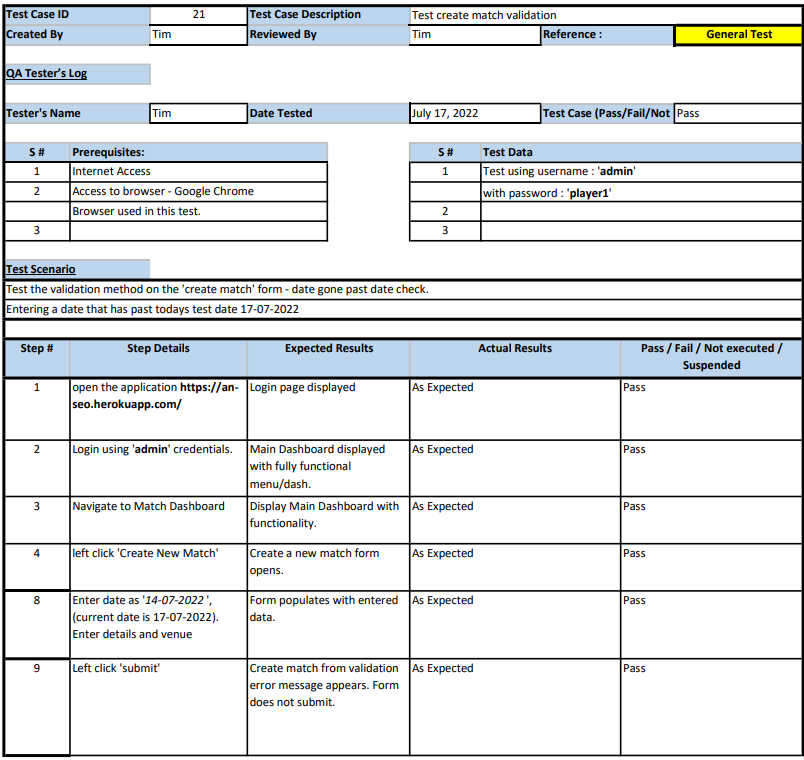 Test Case ID 21 Test Case Description Test create match validation
Created By Tim Reviewed By Tim Reference : General Test
QA Tester's Log
Tester's Name Tim Date Tested July 17, 2022 Test Case (Pass/Fail/Not Pass
S # Prerequisites: S # Test Data
1 Internet Access 1 Test using username : 'admin'
2 Access to browser - Google Chrome with password : 'player1'
Browser used in this test. 2
3 3
Test Scenario
Test the validation method on the 'create match' form - date gone past date check.
Entering a date that has past todays test date 17-07-2022
Step # Step Details Expected Results Actual Results Pass / Fail / Not executed /
Suspended
1 open the application https://an- Login page displayed As Expected Pass
seo.herokuapp.com/
2 Login using 'admin' credentials. Main Dashboard displayed As Expected Pass
with fully functional
menu/dash.
3 Navigate to Match Dashboard Display Main Dashboard with As Expected Pass
functionality.
4 left click 'Create New Match' Create a new match form As Expected Pass
opens.
8 Enter date as '14-07-2022 ', Form populates with entered As Expected Pass
(current date is 17-07-2022). data.
Enter details and venue
9 Left click 'submit' Create match from validation As Expected Pass
error message appears. Form
does not submit.